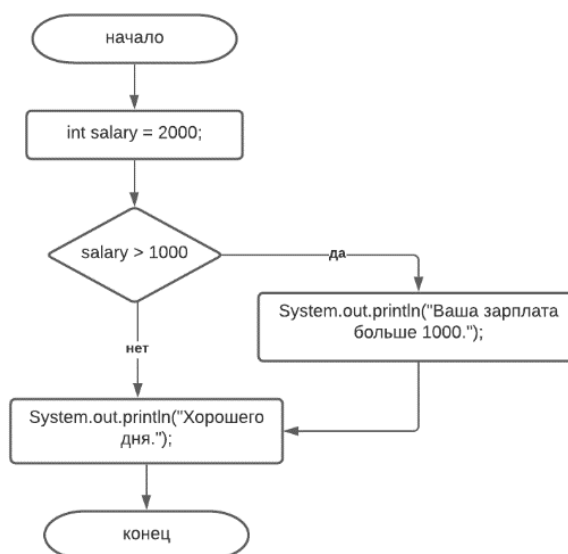 начало
int salary = 2000;
salary > 1000
да
System.out.println("Ваша зарплата
больше 1000.");
нет
System.out.println("Хорошего
дня.");
конец